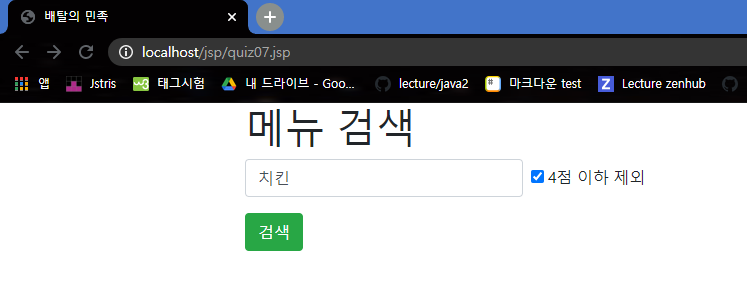 배탈의 민족
localhost/jsp/quiz07.jsp
앱 Jstris 태그시험 내 드라이브 - Goo... lecture/java2 마크다운 test Lecture zenhub
메뉴 검색
치킨 4점 이하 제외
검색